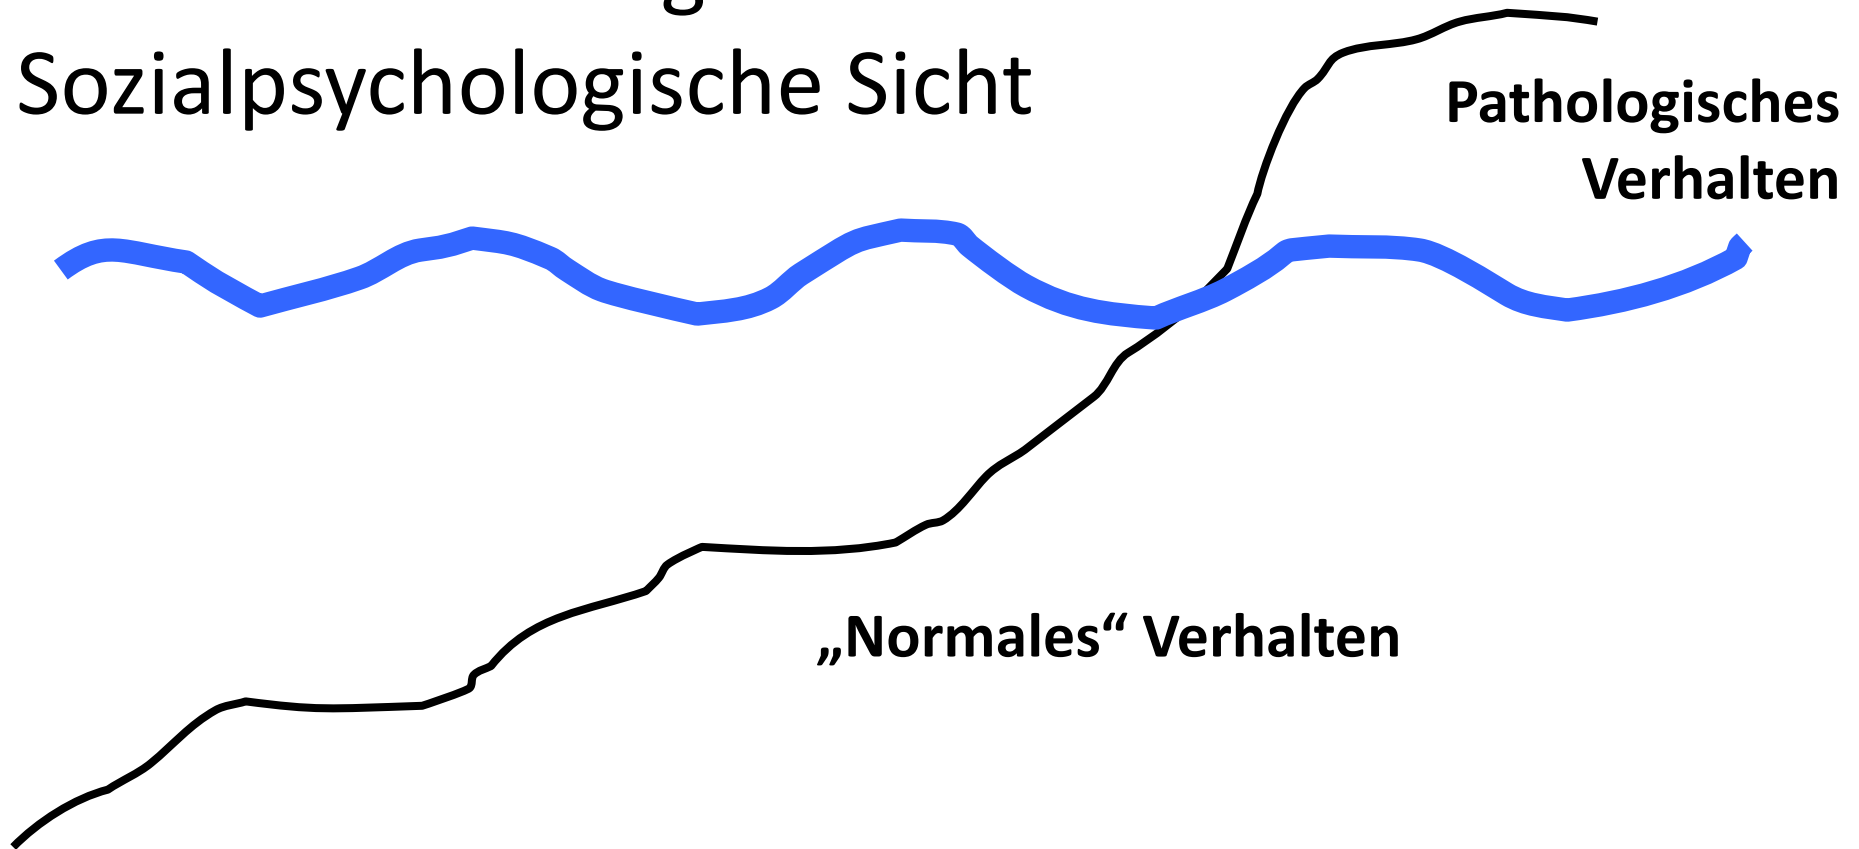 Sozialpsychologische Sicht
Pathologisches
Verhalten
„Normales“ Verhalten